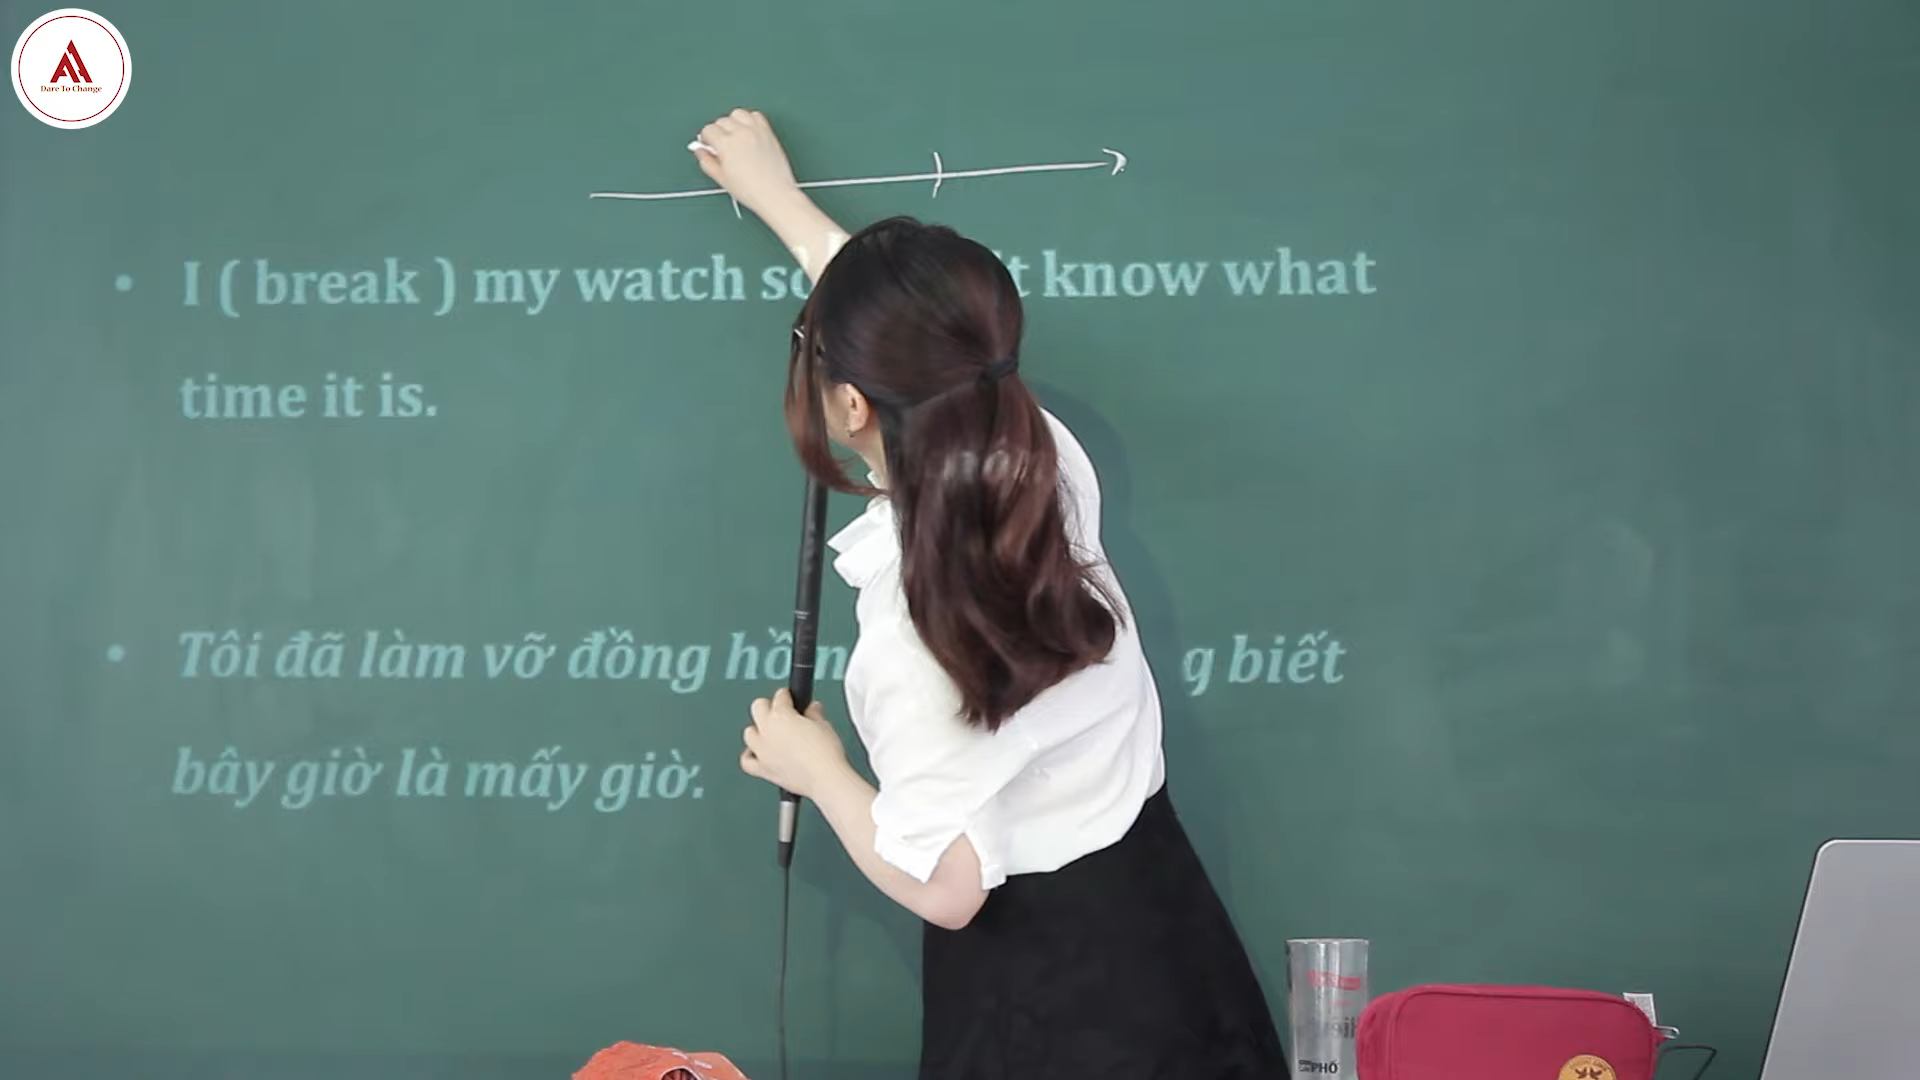 Dare To Change
I ( break ) my watch so 't know what
time it is.
Tôi đã làm vỡ đồng hồ n g biết
bây giờ là mấy giờ.
PHỐ